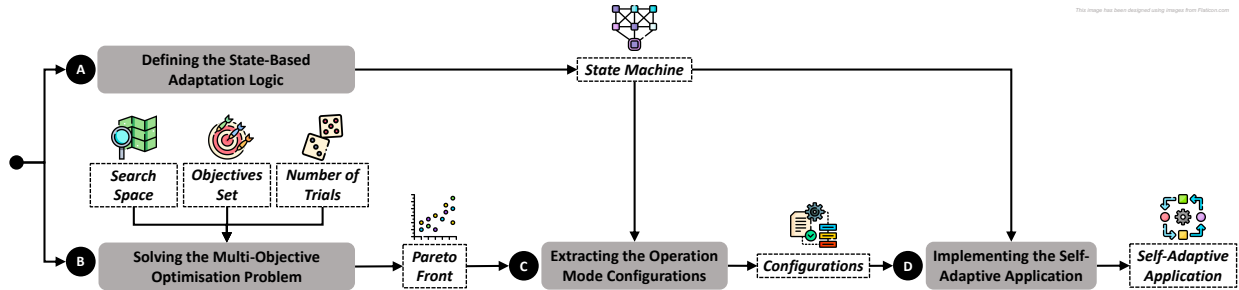 This image has been designed using images from Flaticon.com
A
Defining the State-Based
Adaptation Logic
State Machine
Search
Space
Objectives
Set
Number of
Trials
B
Solving the Multi-Objective
Optimisation Problem
Pareto
Front
C
Extracting the Operation
Mode Configurations
Configurations
D
Implementing the Self-
Adaptive Application
Self-Adaptive
Application